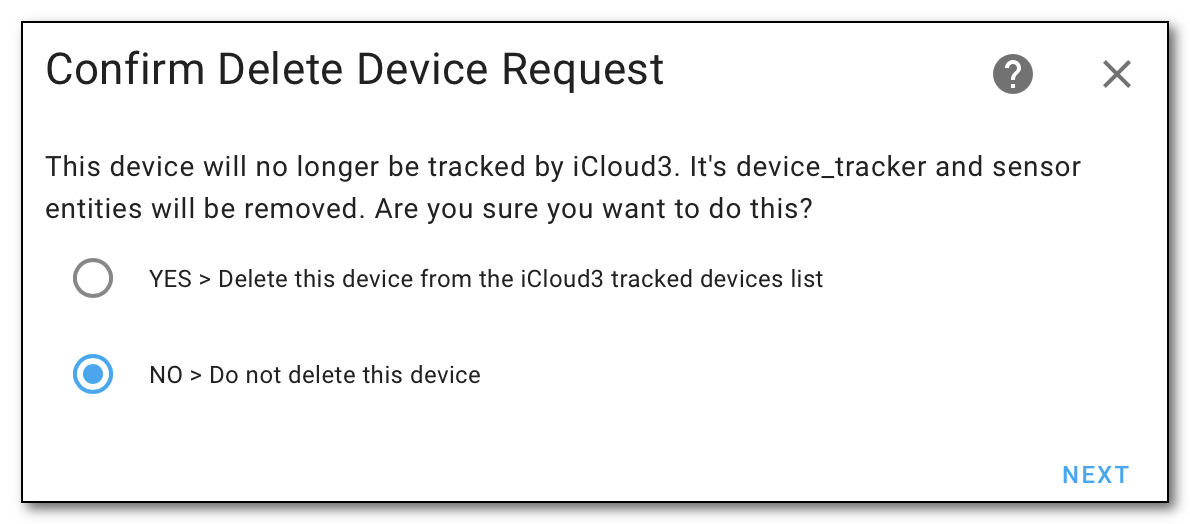 Confirm Delete Device Request
This device will no longer be tracked by iCloud3. It's device_tracker and sensor
entities will be removed. Are you sure you want to do this?
YES > Delete this device from the iCloud3 tracked devices list
NO > Do not delete this device
NEXT